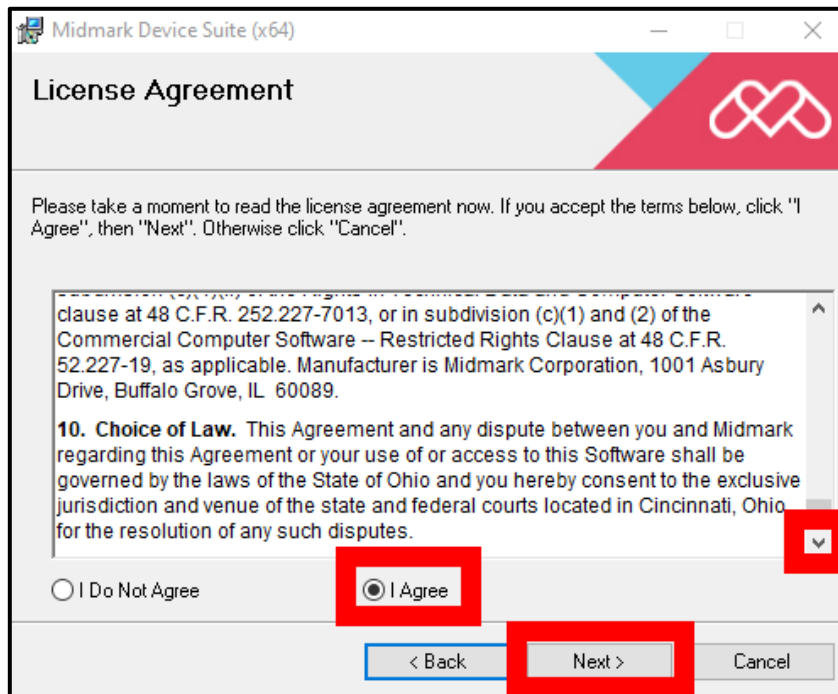 Midmark Device Suite (x64)
License Agreement
Please take a moment to read the license agreement now. If you accept the terms below, click "I
Agree", then "Next". Otherwise click "Cancel".
clause at 48 C.F.R. 252.227-7013, or in subdivision (c)(1) and (2) of the
Commercial Computer Software -- Restricted Rights Clause at 48 C.F.R.
52.227-19, as applicable. Manufacturer is Midmark Corporation, 1001 Asbury
Drive, Buffalo Grove, IL  60089.
10. Choice of Law. This Agreement and any dispute between you and Midmark
regarding this Agreement or your use of or access to this Software shall be
governed by the laws of the State of Ohio and you hereby consent to the exclusive
jurisdiction and venue of the state and federal courts located in Cincinnati, Ohio
for the resolution of any such disputes.
I Do Not Agree
I Agree
< Back
Next >
Cancel